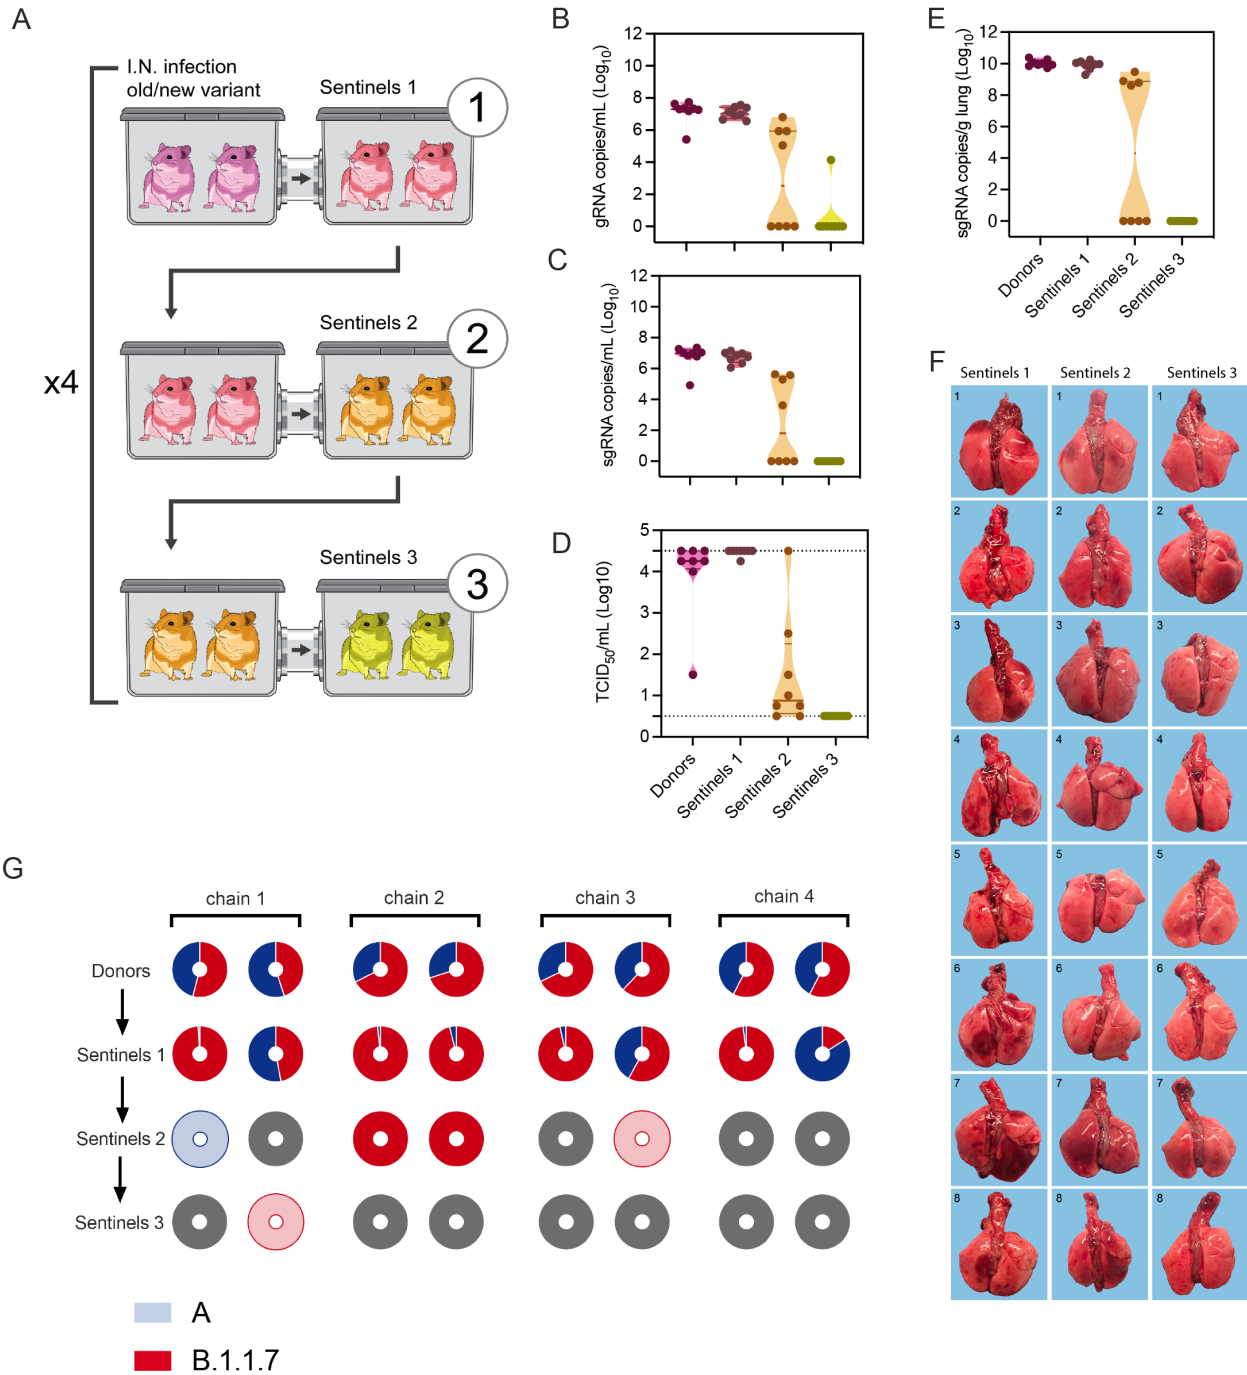 A
I.N. infection
old/new variant
Sentinels 1
1
Sentinels 2
2
x4
Sentinels 3
3
B
gRNA copies/mL (Log10)
12
10
8
6
4
2
0
C
sgRNA copies/mL (Log10)
12
10
8
6
4
2
0
D
TCID50/mL (Log10)
5
4
3
2
1
0
Donors
Sentinels 1
Sentinels 2
Sentinels 3
E
sgRNA copies/g lung (Log10)
12
10
8
6
4
2
0
Donors
Sentinels 1
Sentinels 2
Sentinels 3
F
Sentinels 1 Sentinels 2 Sentinels 3
1 1 1
2 2 2
3 3 3
4 4 4
5 5 5
6 6 6
7 7 7
8 8 8
G
chain 1 chain 2 chain 3 chain 4
Donors
Sentinels 1
Sentinels 2
Sentinels 3
A
B.1.1.7